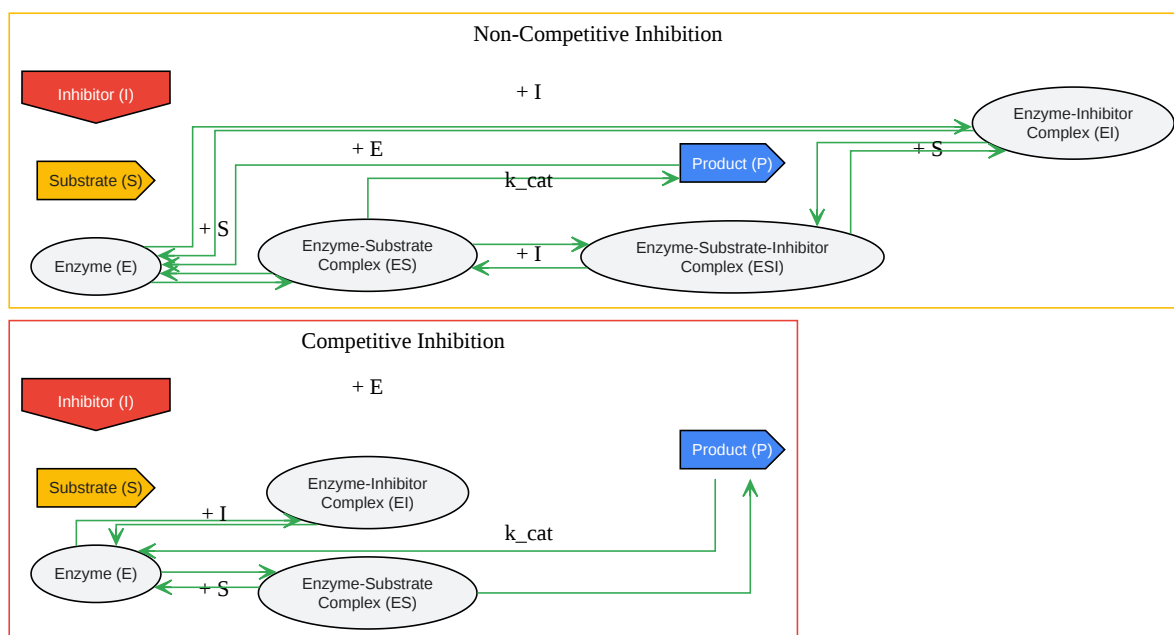 Non-Competitive Inhibition
Inhibitor (I)
+ I
Enzyme-Inhibitor
Complex (EI)
+ E
+ S
Substrate (S)
Product (P)
k_cat
+ S
Enzyme (E)
Enzyme-Substrate
Complex (ES)
+ I
Enzyme-Substrate-Inhibitor
Complex (ESI)
Competitive Inhibition
Inhibitor (I)
+ E
Product (P)
Substrate (S)
Enzyme-Inhibitor
Complex (EI)
+ I
k_cat
Enzyme (E)
+ S
Enzyme-Substrate
Complex (ES)